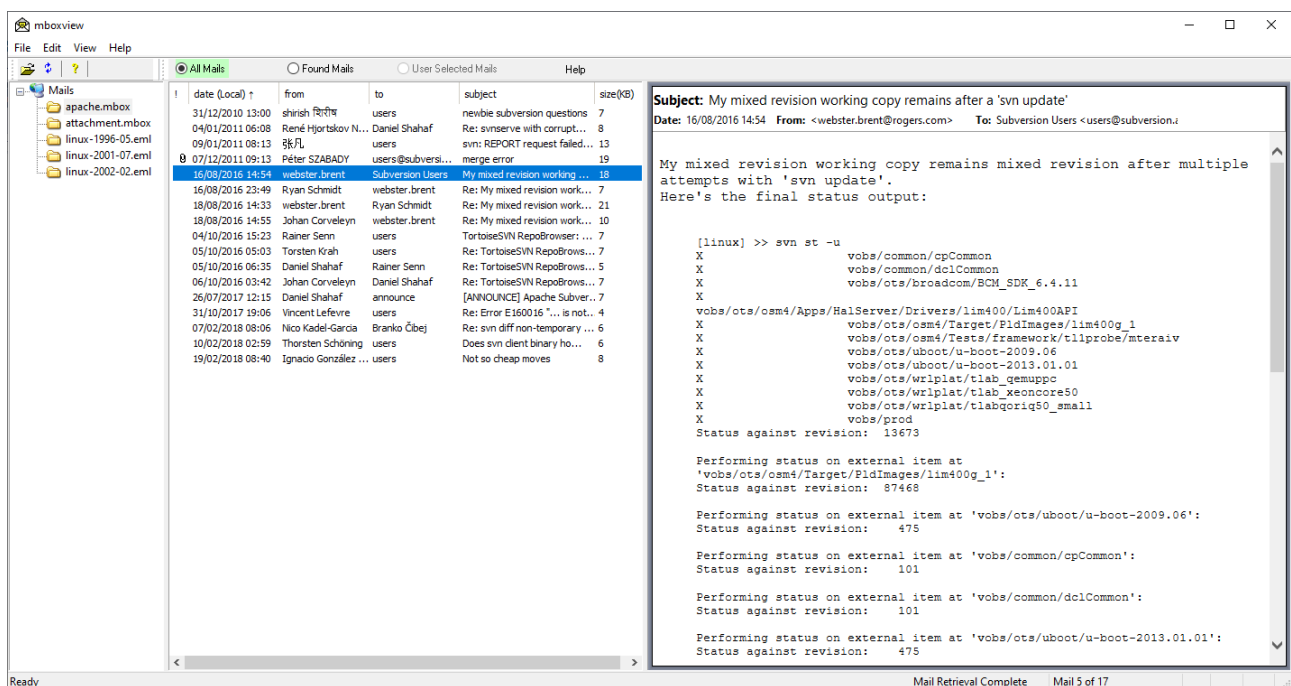 mboxview
File Edit View Help
All Mails Found Mails User Selected Mails Help
Mails
apache.mbox
attachment.mbox
linux-1996-05.eml
linux-2001-07.eml
linux-2002-02.eml
! date (Local) ↑ from to subject size(KB)
31/12/2010 13:00 shirish शिरीष users newbie subversion questions 7
04/01/2011 06:08 René Hjortskov N... Daniel Shahaf Re: svnserve with corrupt... 8
09/01/2011 08:13 张凡 users svn: REPORT request failed... 13
07/12/2011 09:13 Péter SZABADY users@subversi... merge error 19
16/08/2016 14:54 webster.brent Subversion Users My mixed revision working ... 18
16/08/2016 23:49 Ryan Schmidt webster.brent Re: My mixed revision work... 7
18/08/2016 14:33 webster.brent Ryan Schmidt Re: My mixed revision work... 21
18/08/2016 14:55 Johan Corveleyn webster.brent Re: My mixed revision work... 10
04/10/2016 15:23 Rainer Senn users TortoiseSVN RepoBrowser: ... 7
05/10/2016 05:03 Torsten Krah users Re: TortoiseSVN RepoBrows... 7
05/10/2016 06:35 Daniel Shahaf Rainer Senn Re: TortoiseSVN RepoBrows... 5
06/10/2016 03:42 Johan Corveleyn Daniel Shahaf Re: TortoiseSVN RepoBrows... 7
26/07/2017 12:15 Daniel Shahaf announce [ANNOUNCE] Apache Subver... 7
31/10/2017 19:06 Vincent Lefevre users Re: Error E160016 "... is not... 4
07/02/2018 08:06 Nico Kadel-Garcia Branko Čibej Re: svn diff non-temporary ... 6
10/02/2018 02:59 Thorsten Schöning users Does svn client binary ho... 6
19/02/2018 08:40 Ignacio González ... users Not so cheap moves 8
Subject: My mixed revision working copy remains after a 'svn update'
Date: 16/08/2016 14:54 From: <webster.brent@rogers.com> To: Subversion Users <users@subversion.a
My mixed revision working copy remains mixed revision after multiple
attempts with 'svn update'.
Here's the final status output:
[linux] >> svn st -u
X vobs/common/cpCommon
X vobs/common/dclCommon
X vobs/ots/broadcom/BCM_SDK_6.4.11
X
vobs/ots/osm4/Apps/HalServer/Drivers/lim400/Lim400API
X vobs/ots/osm4/Target/PldImages/lim400g_1
X vobs/ots/osm4/Tests/framework/tl1probe/mteraiv
X vobs/ots/uboot/u-boot-2009.06
X vobs/ots/uboot/u-boot-2013.01.01
X vobs/ots/wrlplat/tlab_qemuppc
X vobs/ots/wrlplat/tlab_xeoncore50
X vobs/ots/wrlplat/tlabqoriq50_small
X vobs/prod
Status against revision: 13673
Performing status on external item at
'vobs/ots/osm4/Target/PldImages/lim400g_1':
Status against revision: 87468
Performing status on external item at 'vobs/ots/uboot/u-boot-2009.06':
Status against revision: 475
Performing status on external item at 'vobs/common/cpCommon':
Status against revision: 101
Performing status on external item at 'vobs/common/dclCommon':
Status against revision: 101
Performing status on external item at 'vobs/ots/uboot/u-boot-2013.01.01':
Status against revision: 475
Ready Mail Retrieval Complete Mail 5 of 17